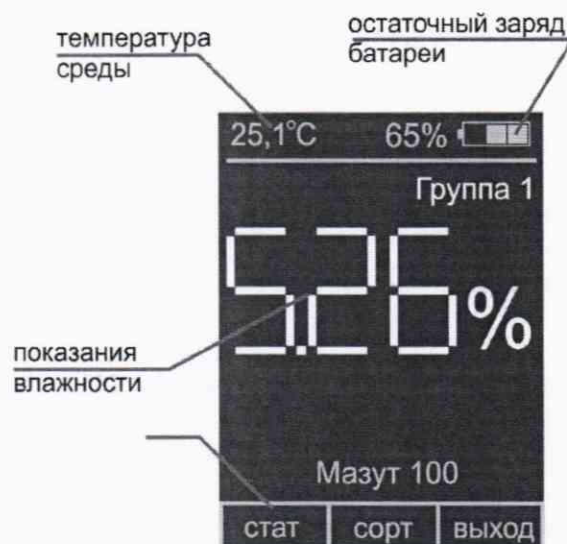 температура
среды
остаточный заряд
батареи
25,1°C 65%
Группа 1
5.26%
показания
влажности
Мазут 100
стат сорт выход